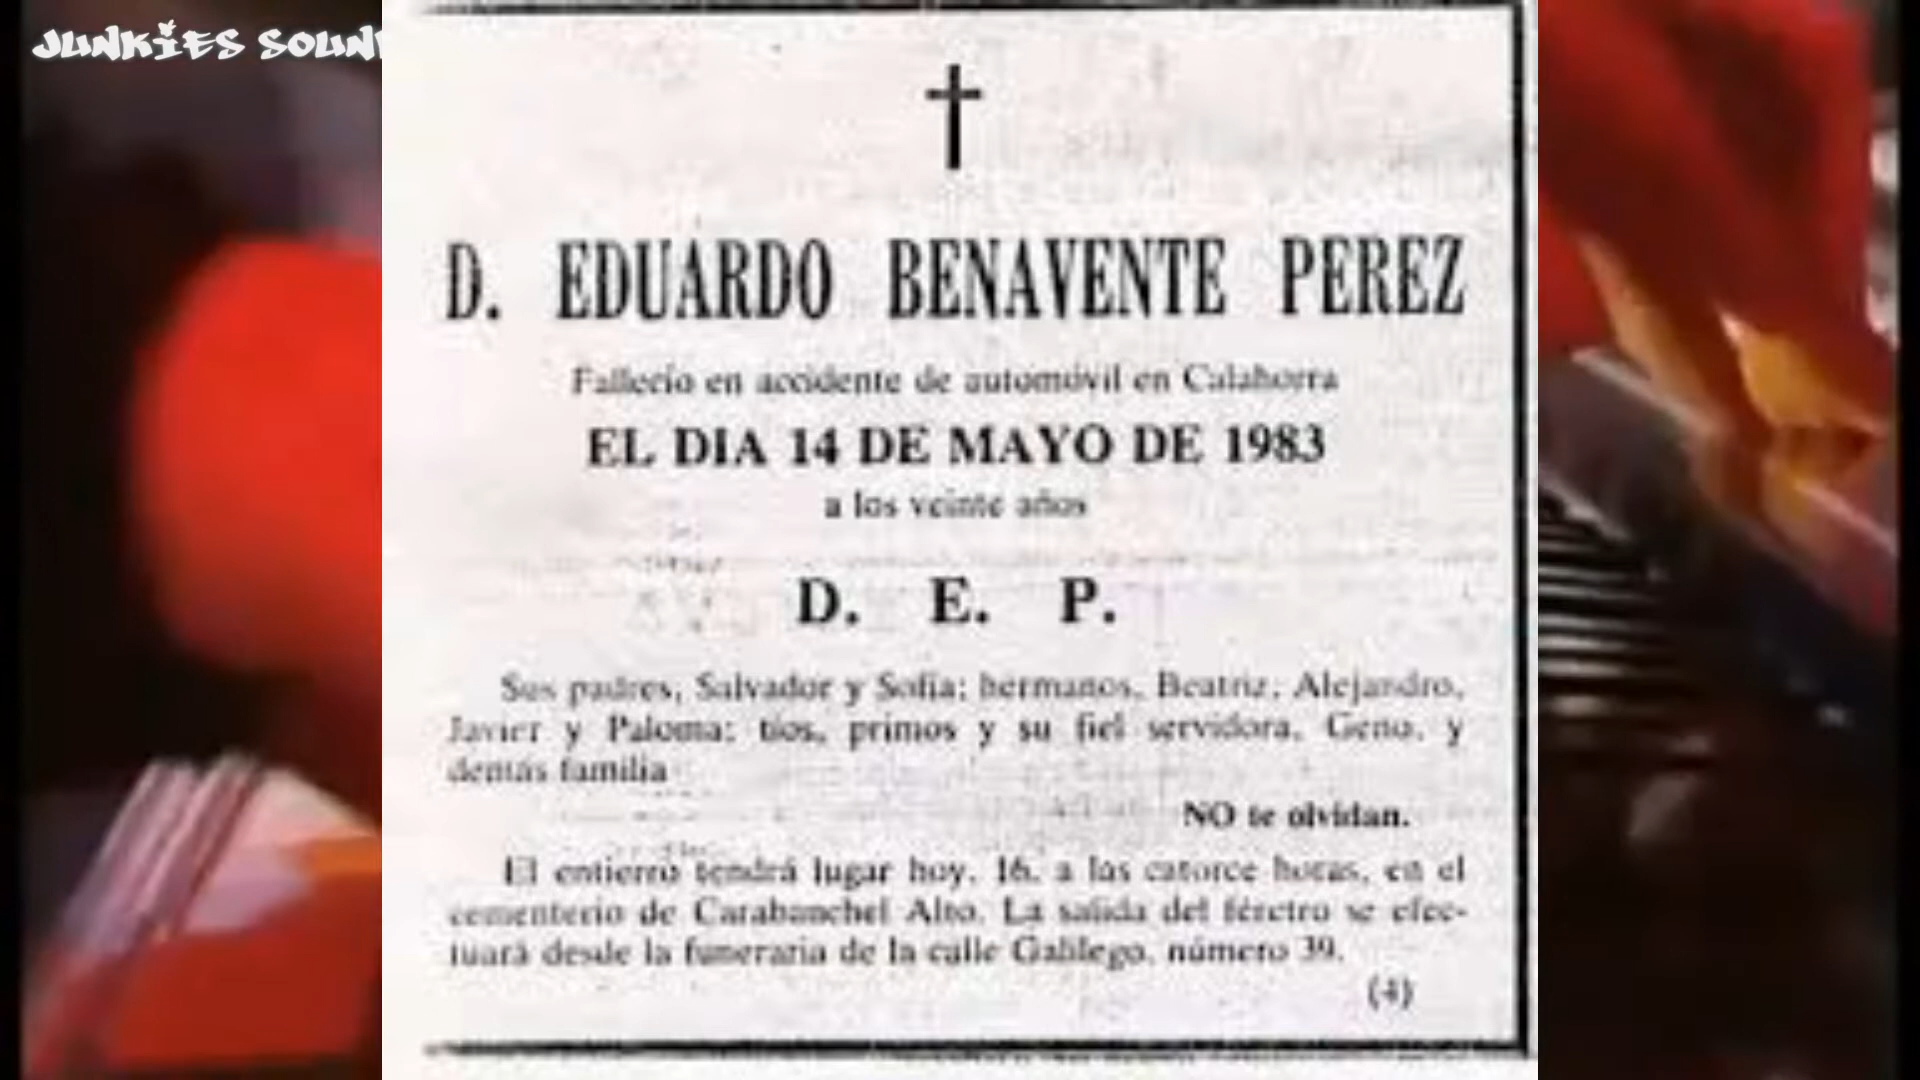 JUNKIES SOUN
D. EDUARDO BENAVENTE PEREZ
Falleció en accidente de automóvil en Calahorra
EL DIA 14 DE MAYO DE 1983
a los veinte años
D. E. P.
Sus padres, Salvador y Sofía; hermanos, Beatriz, Alejandro,
Javier y Paloma; tíos, primos y su fiel servidora, Geno, y
demás familia
NO te olvidan.
El entierro tendrá lugar hoy, 16, a las catorce horas, en el
cementerio de Carabanchel Alto. La salida del féretro se efec-
tuará desde la funeraria de la calle Galilego, número 39.
(4)